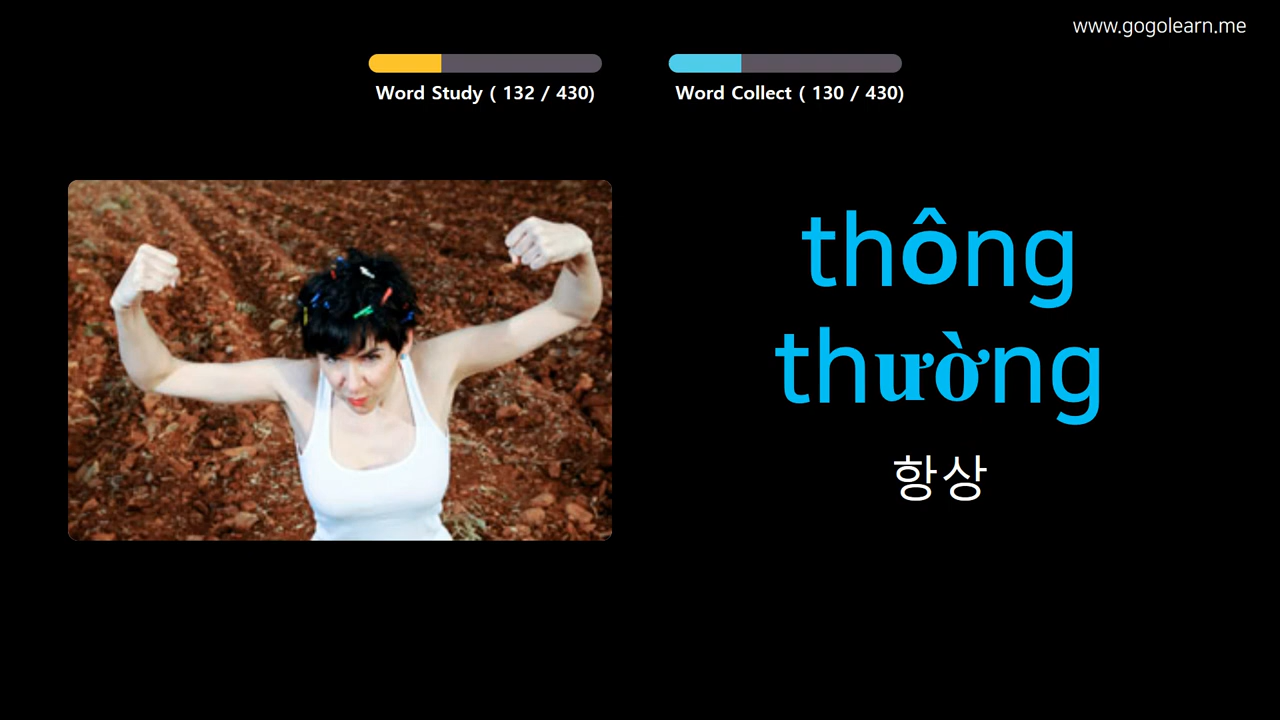 www.gogolearn.me
Word Study ( 132 / 430)
Word Collect ( 130 / 430)
thông
thường
항상